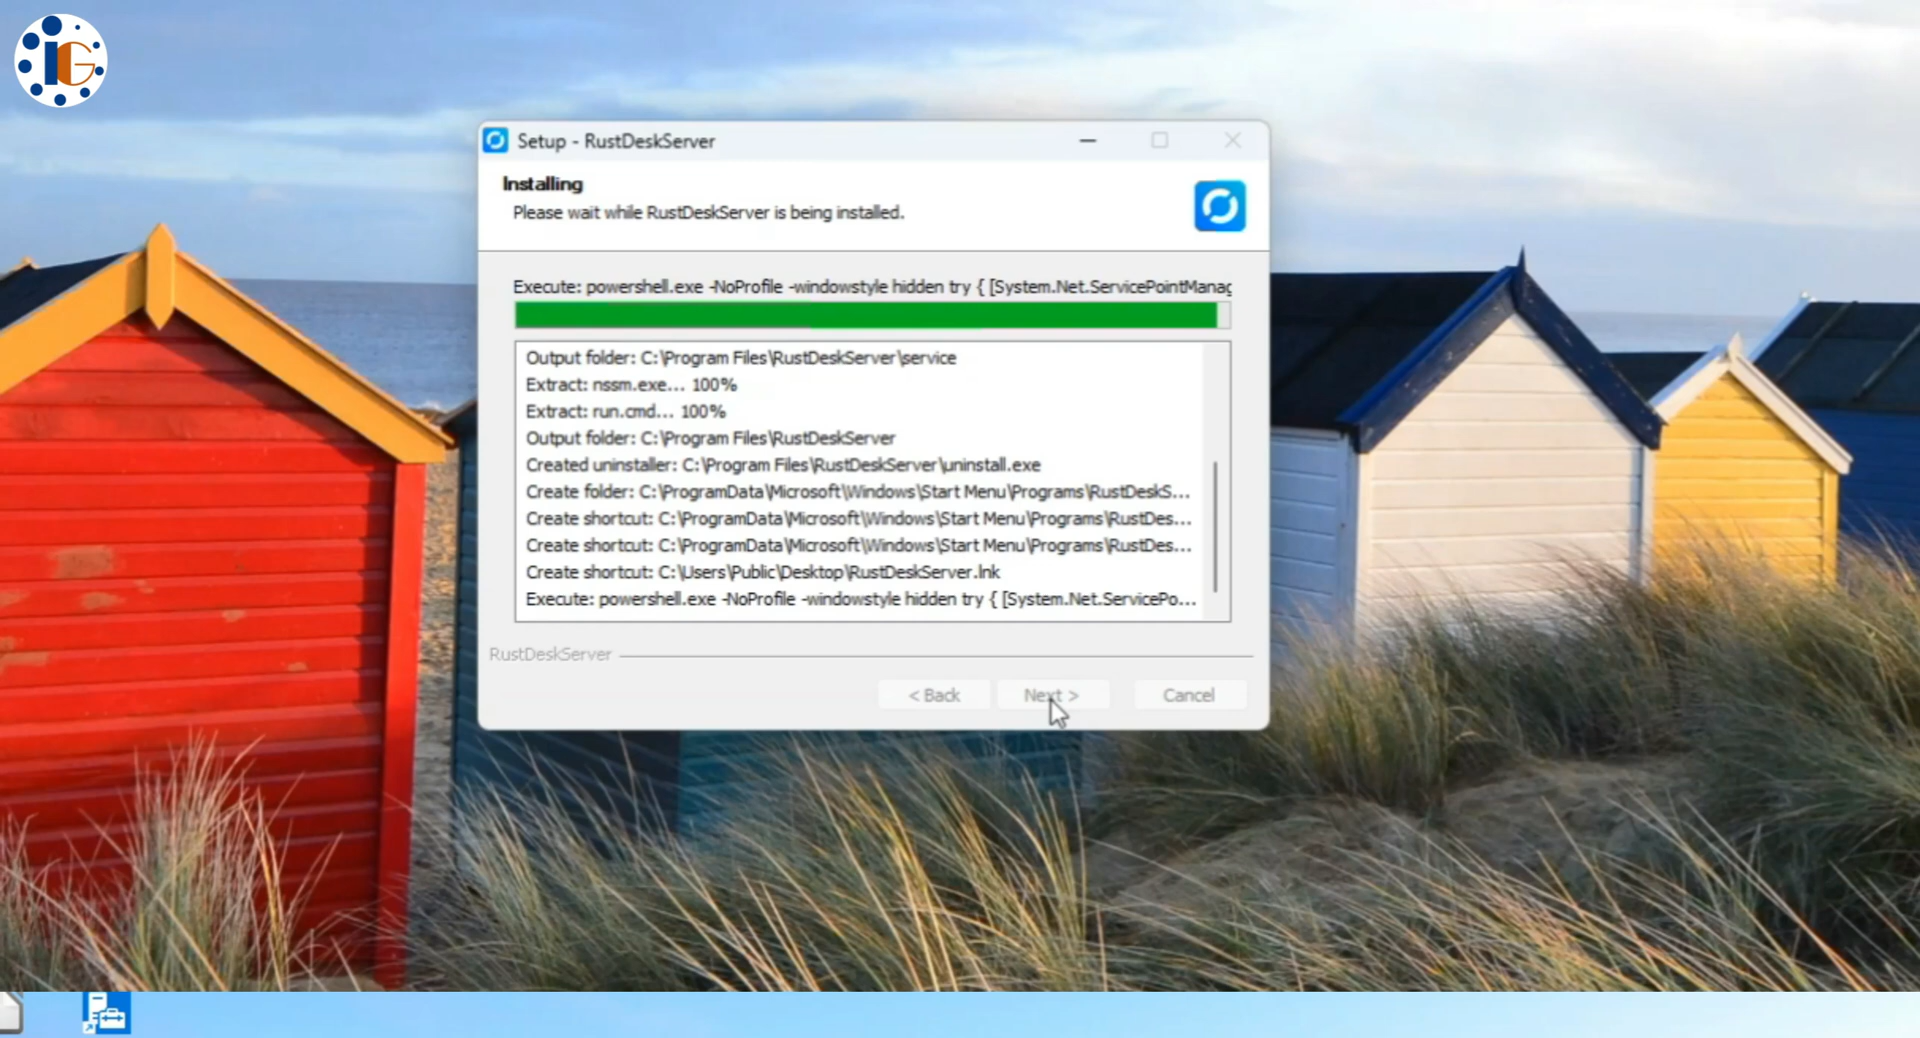 iG
Setup - RustDeskServer
Installing
Please wait while RustDeskServer is being installed.
Execute: powershell.exe -NoProfile -windowstyle hidden try { [System.Net.ServicePointManag
Output folder: C:\Program Files\RustDeskServer\service
Extract: nssm.exe... 100%
Extract: run.cmd... 100%
Output folder: C:\Program Files\RustDeskServer
Created uninstaller: C:\Program Files\RustDeskServer\uninstall.exe
Create folder: C:\ProgramData\Microsoft\Windows\Start Menu\Programs\RustDeskS...
Create shortcut: C:\ProgramData\Microsoft\Windows\Start Menu\Programs\RustDes...
Create shortcut: C:\ProgramData\Microsoft\Windows\Start Menu\Programs\RustDes...
Create shortcut: C:\Users\Public\Desktop\RustDeskServer.lnk
Execute: powershell.exe -NoProfile -windowstyle hidden try { [System.Net.ServicePo...
RustDeskServer
< Back Next > Cancel